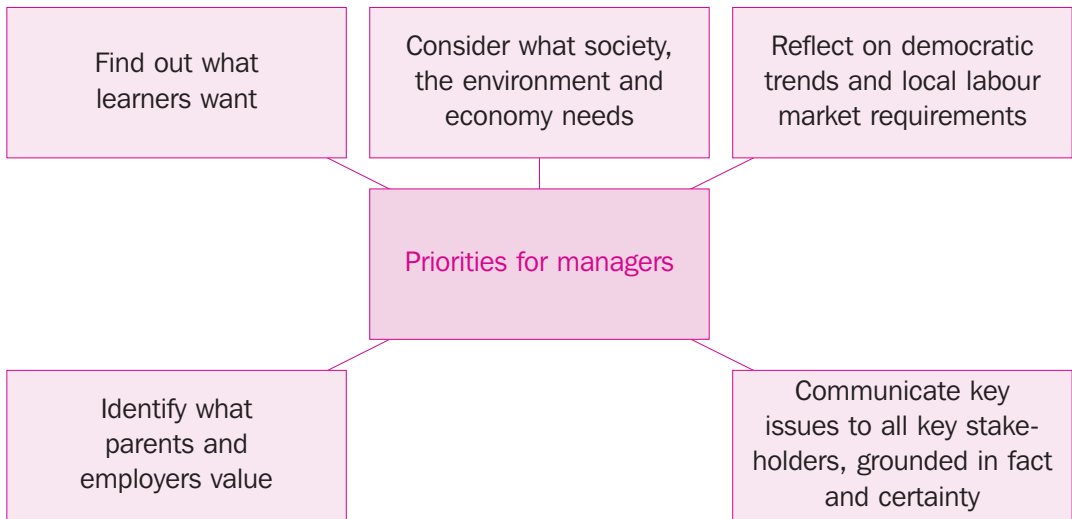 Find out what
learners want
Consider what society,
the environment and
economy needs
Reflect on democratic
trends and local labour
market requirements
Priorities for managers
Identify what
parents and
employers value
Communicate key
issues to all key stake-
holders, grounded in fact
and certainty